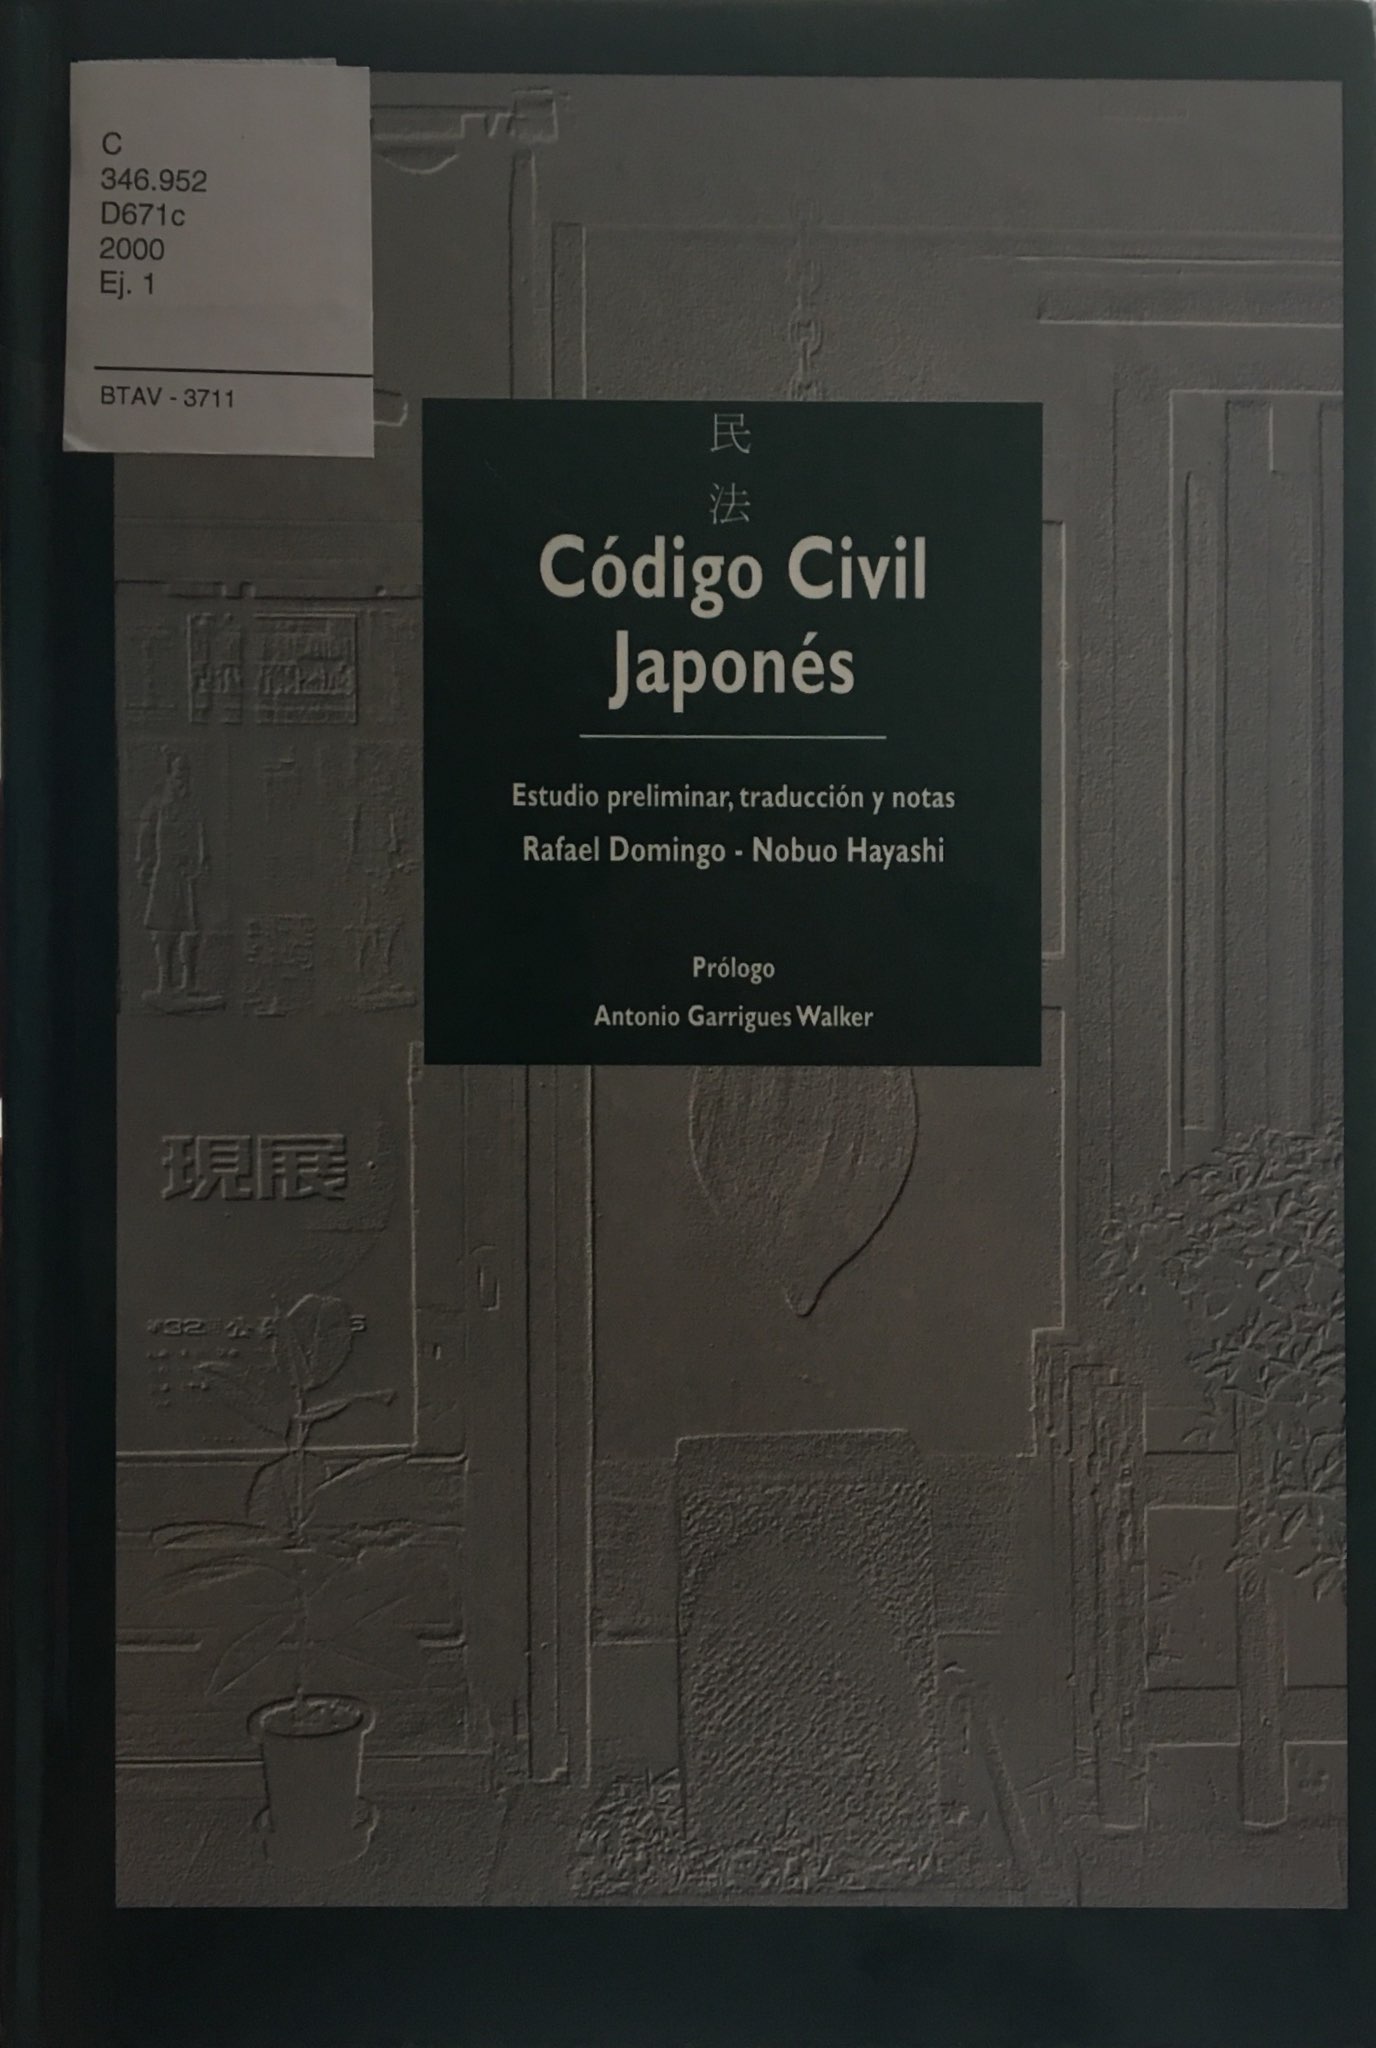 C
346.952
D671c
2000
Ej. 1
BTAV - 3711
民
法
Código Civil
Japonés
Estudio preliminar, traducción y notas
Rafael Domingo - Nobuo Hayashi
Prólogo
Antonio Garrigues Walker
現展